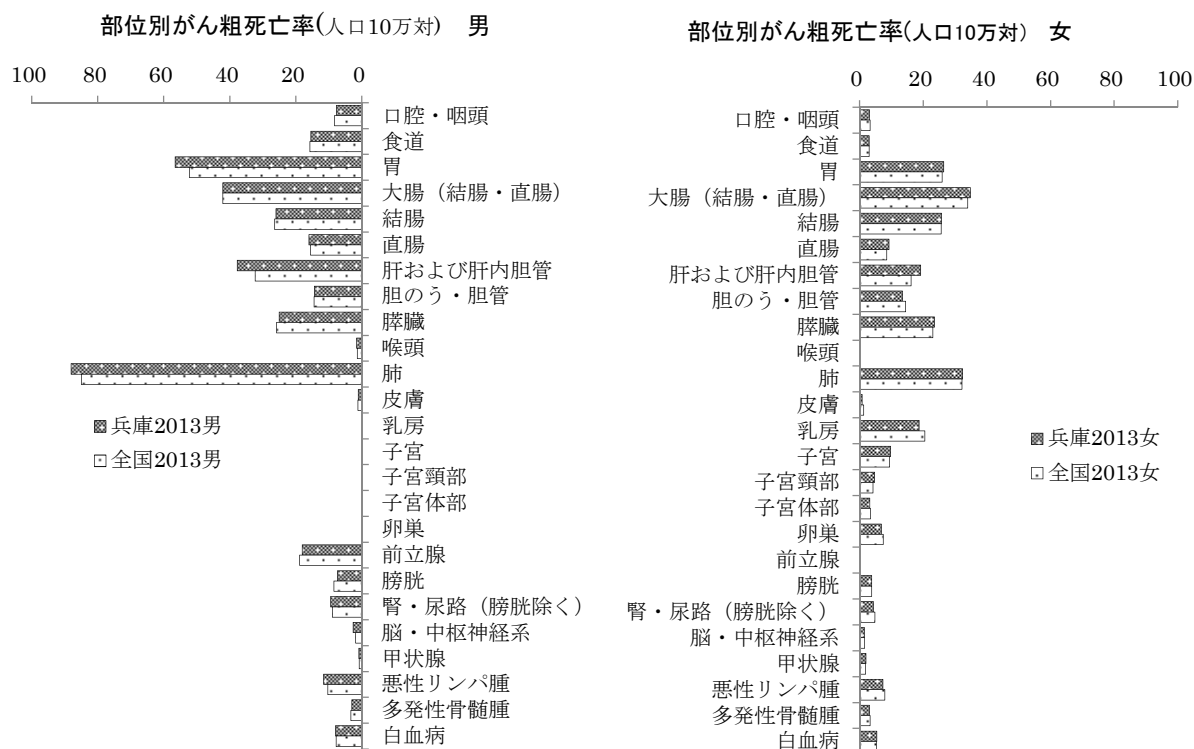 部位別がん粗死亡率(人口10万対) 男
100 80 60 40 20 0
口腔・咽頭
食道
胃
大腸（結腸・直腸）
結腸
直腸
肝および肝内胆管
胆のう・胆管
膵臓
喉頭
肺
皮膚
乳房
子宮
子宮頸部
子宮体部
卵巣
前立腺
膀胱
腎・尿路（膀胱除く）
脳・中枢神経系
甲状腺
悪性リンパ腫
多発性骨髄腫
白血病
兵庫2013男
全国2013男
部位別がん粗死亡率(人口10万対) 女
0 20 40 60 80 100
口腔・咽頭
食道
胃
大腸（結腸・直腸）
結腸
直腸
肝および肝内胆管
胆のう・胆管
膵臓
喉頭
肺
皮膚
乳房
子宮
子宮頸部
子宮体部
卵巣
前立腺
膀胱
腎・尿路（膀胱除く）
脳・中枢神経系
甲状腺
悪性リンパ腫
多発性骨髄腫
白血病
兵庫2013女
全国2013女